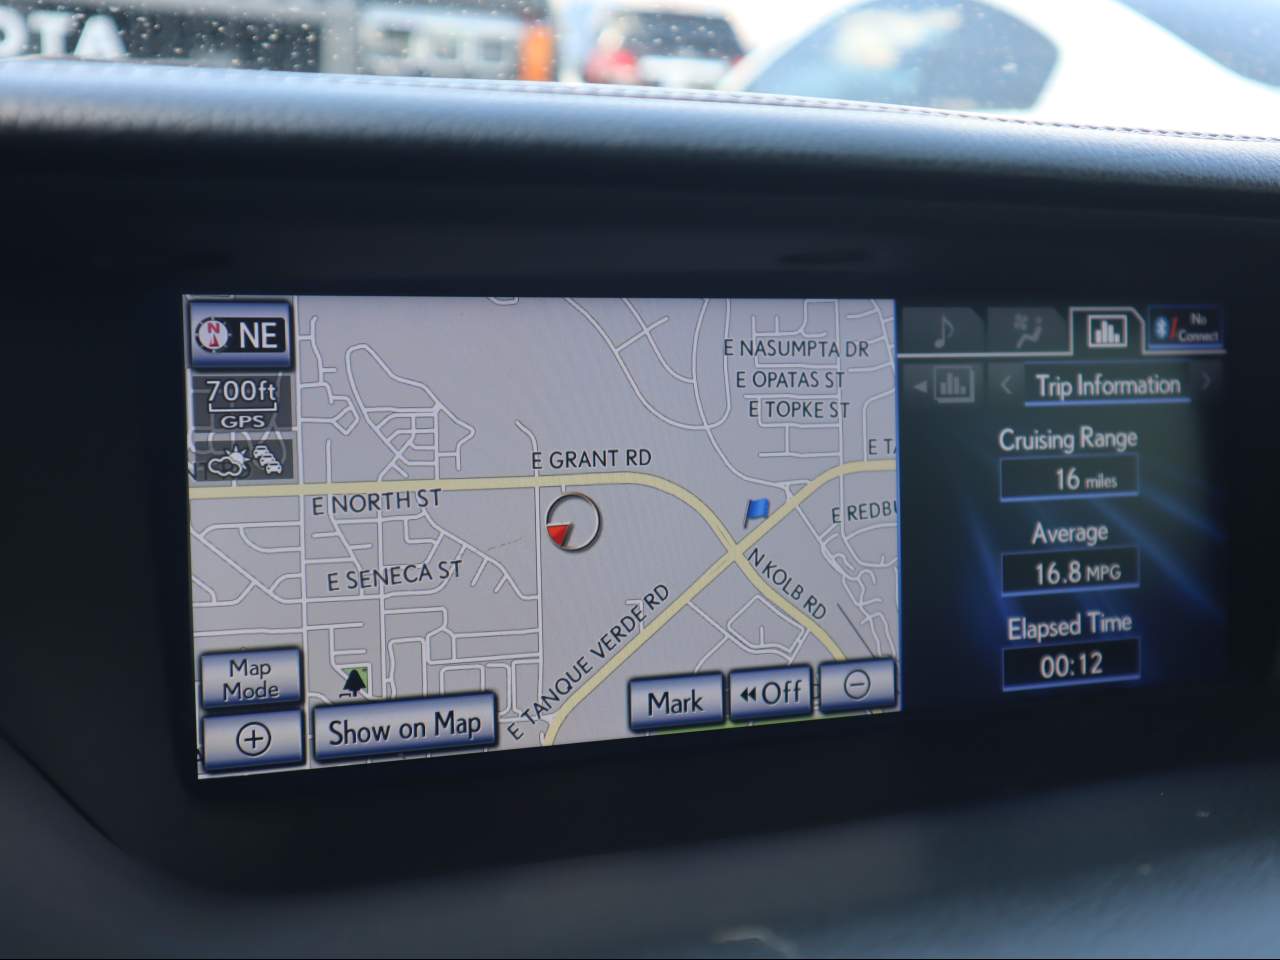 OTA
N
NE
700ft
GPS
E NASUMPTA DR
E OPATAS ST
E TOPKE ST
E GRANT RD
E TA
E NORTH ST
E REDBU
E SENECA ST
N KOLB RD
E TANQUE VERDE RD
Map
Mode
Show on Map
Mark
Off
No
Connect
Trip Information
Cruising Range
16 miles
Average
16.8 MPG
Elapsed Time
00:12